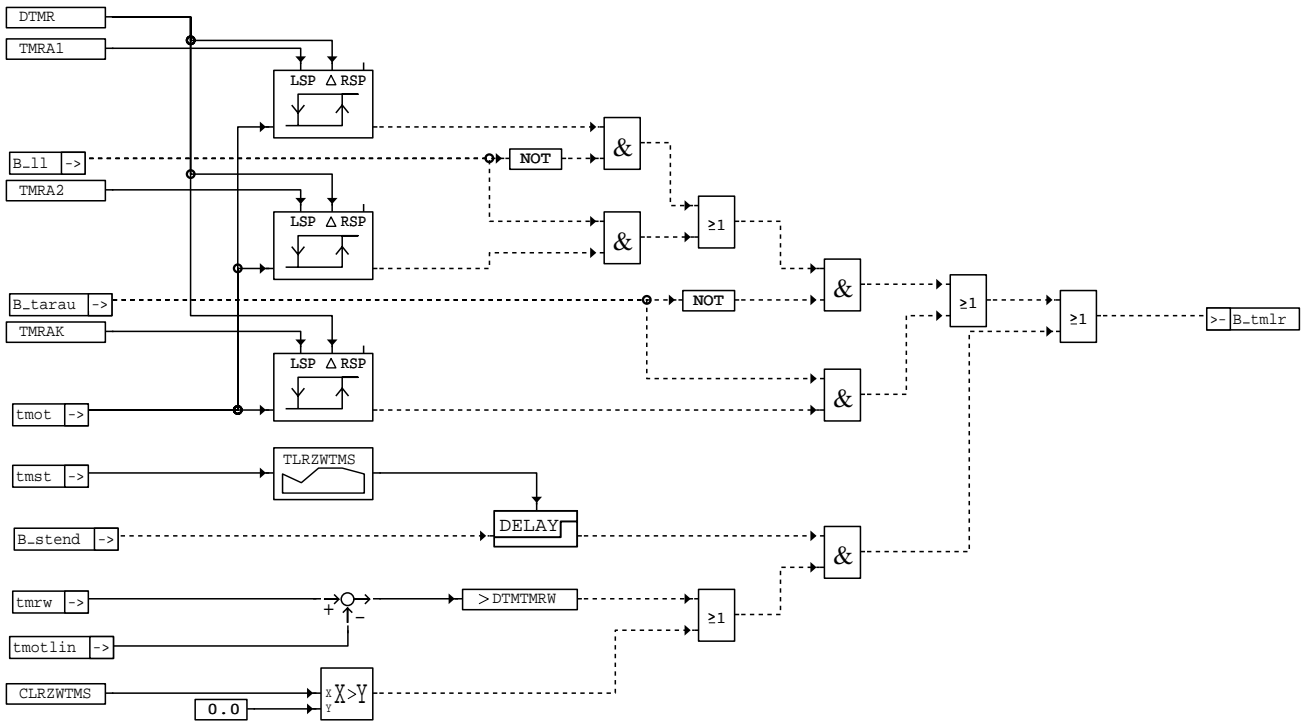 DTMR
TMRA1
LSP Δ RSP
&
B_ll ->
NOT
TMRA2
LSP Δ RSP
&
≥1
B_tarau ->
NOT
&
≥1
≥1
>- B_tmlr
TMRAK
LSP Δ RSP
&
tmot ->
TLRZWTMS
tmst ->
DELAY
B_stend ->
&
tmrw ->
+
−
>DTMTMRW
≥1
tmotlin ->
CLRZWTMS
X
Y
X>Y
0.0